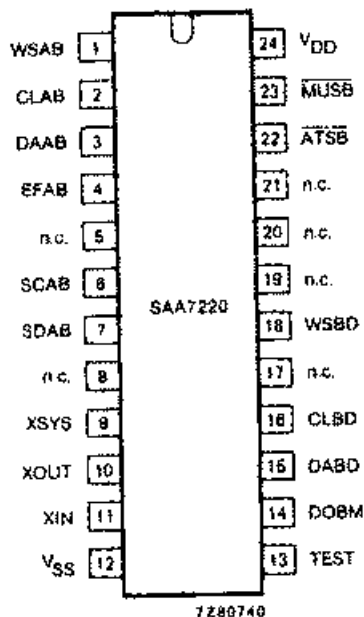 WSAB 1
CLAB 2
DAAB 3
EFAB 4
n.c. 5
SCAB 6
SDAB 7
n.c. 8
XSYS 9
XOUT 10
XIN 11
VSS 12
SAA7220
24 VDD
23 MUSB
22 ATSB
21 n.c.
20 n.c.
19 n.c.
18 WSBD
17 n.c.
16 CLBD
15 DABD
14 DOBM
13 TEST
7Z80740